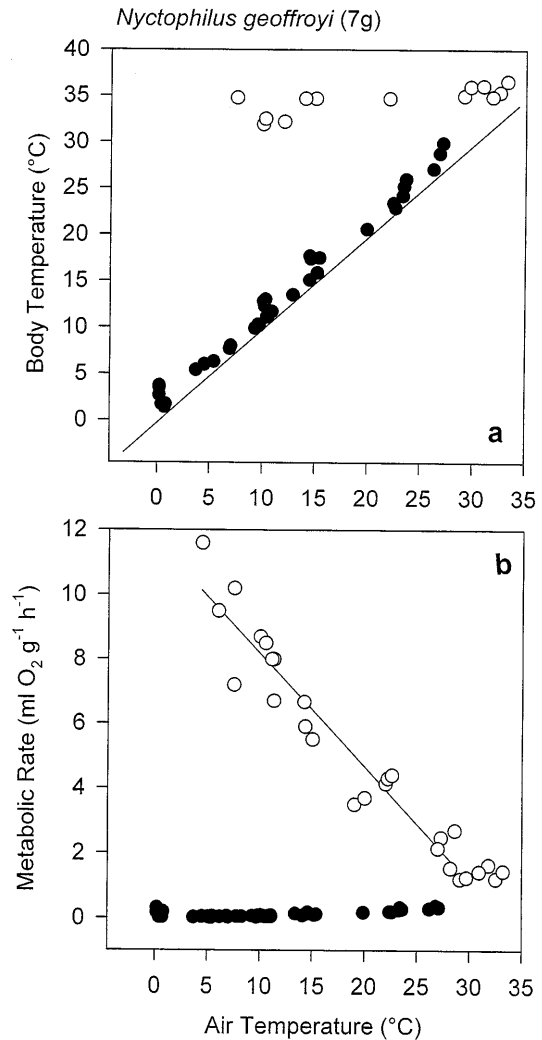 Nyctophilus geoffroyi (7g)
40
35
30
25
20
15
10
5
0
Body Temperature (°C)
a
0 5 10 15 20 25 30 35
12
10
8
6
4
2
0
Metabolic Rate (ml O₂ g⁻¹ h⁻¹)
b
0 5 10 15 20 25 30 35
Air Temperature (°C)